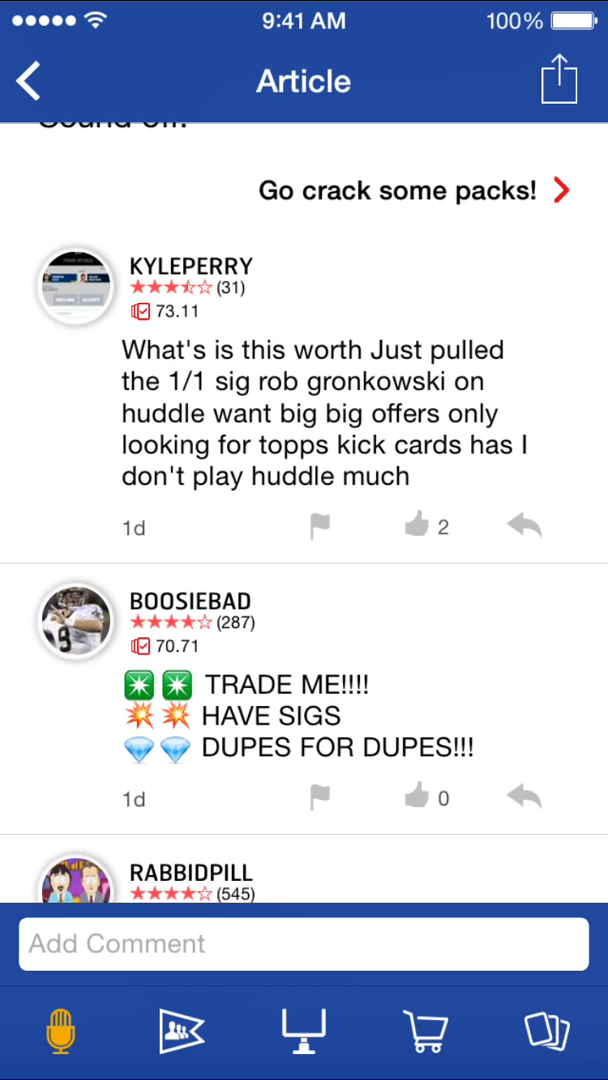 9:41 AM 100%
Article
Sound off!
Go crack some packs!
KYLEPERRY
(31)
73.11
What's is this worth Just pulled
the 1/1 sig rob gronkowski on
huddle want big big offers only
looking for topps kick cards has I
don't play huddle much
1d 2
BOOSIEBAD
(287)
70.71
TRADE ME!!!!
HAVE SIGS
DUPES FOR DUPES!!!
1d 0
RABBIDPILL
(545)
Add Comment